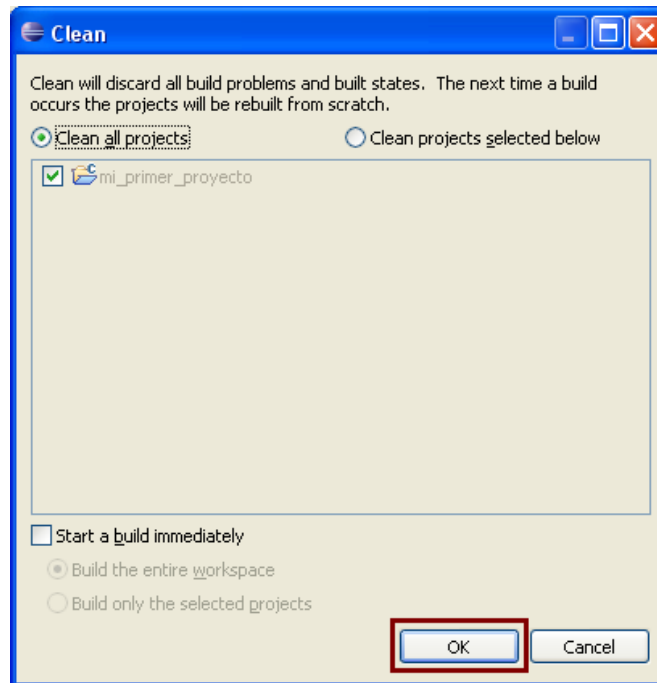 Clean
Clean will discard all build problems and built states. The next time a build
occurs the projects will be rebuilt from scratch.
Clean all projects Clean projects selected below
C
mi_primer_proyecto
Start a build immediately
Build the entire workspace
Build only the selected projects
OK Cancel